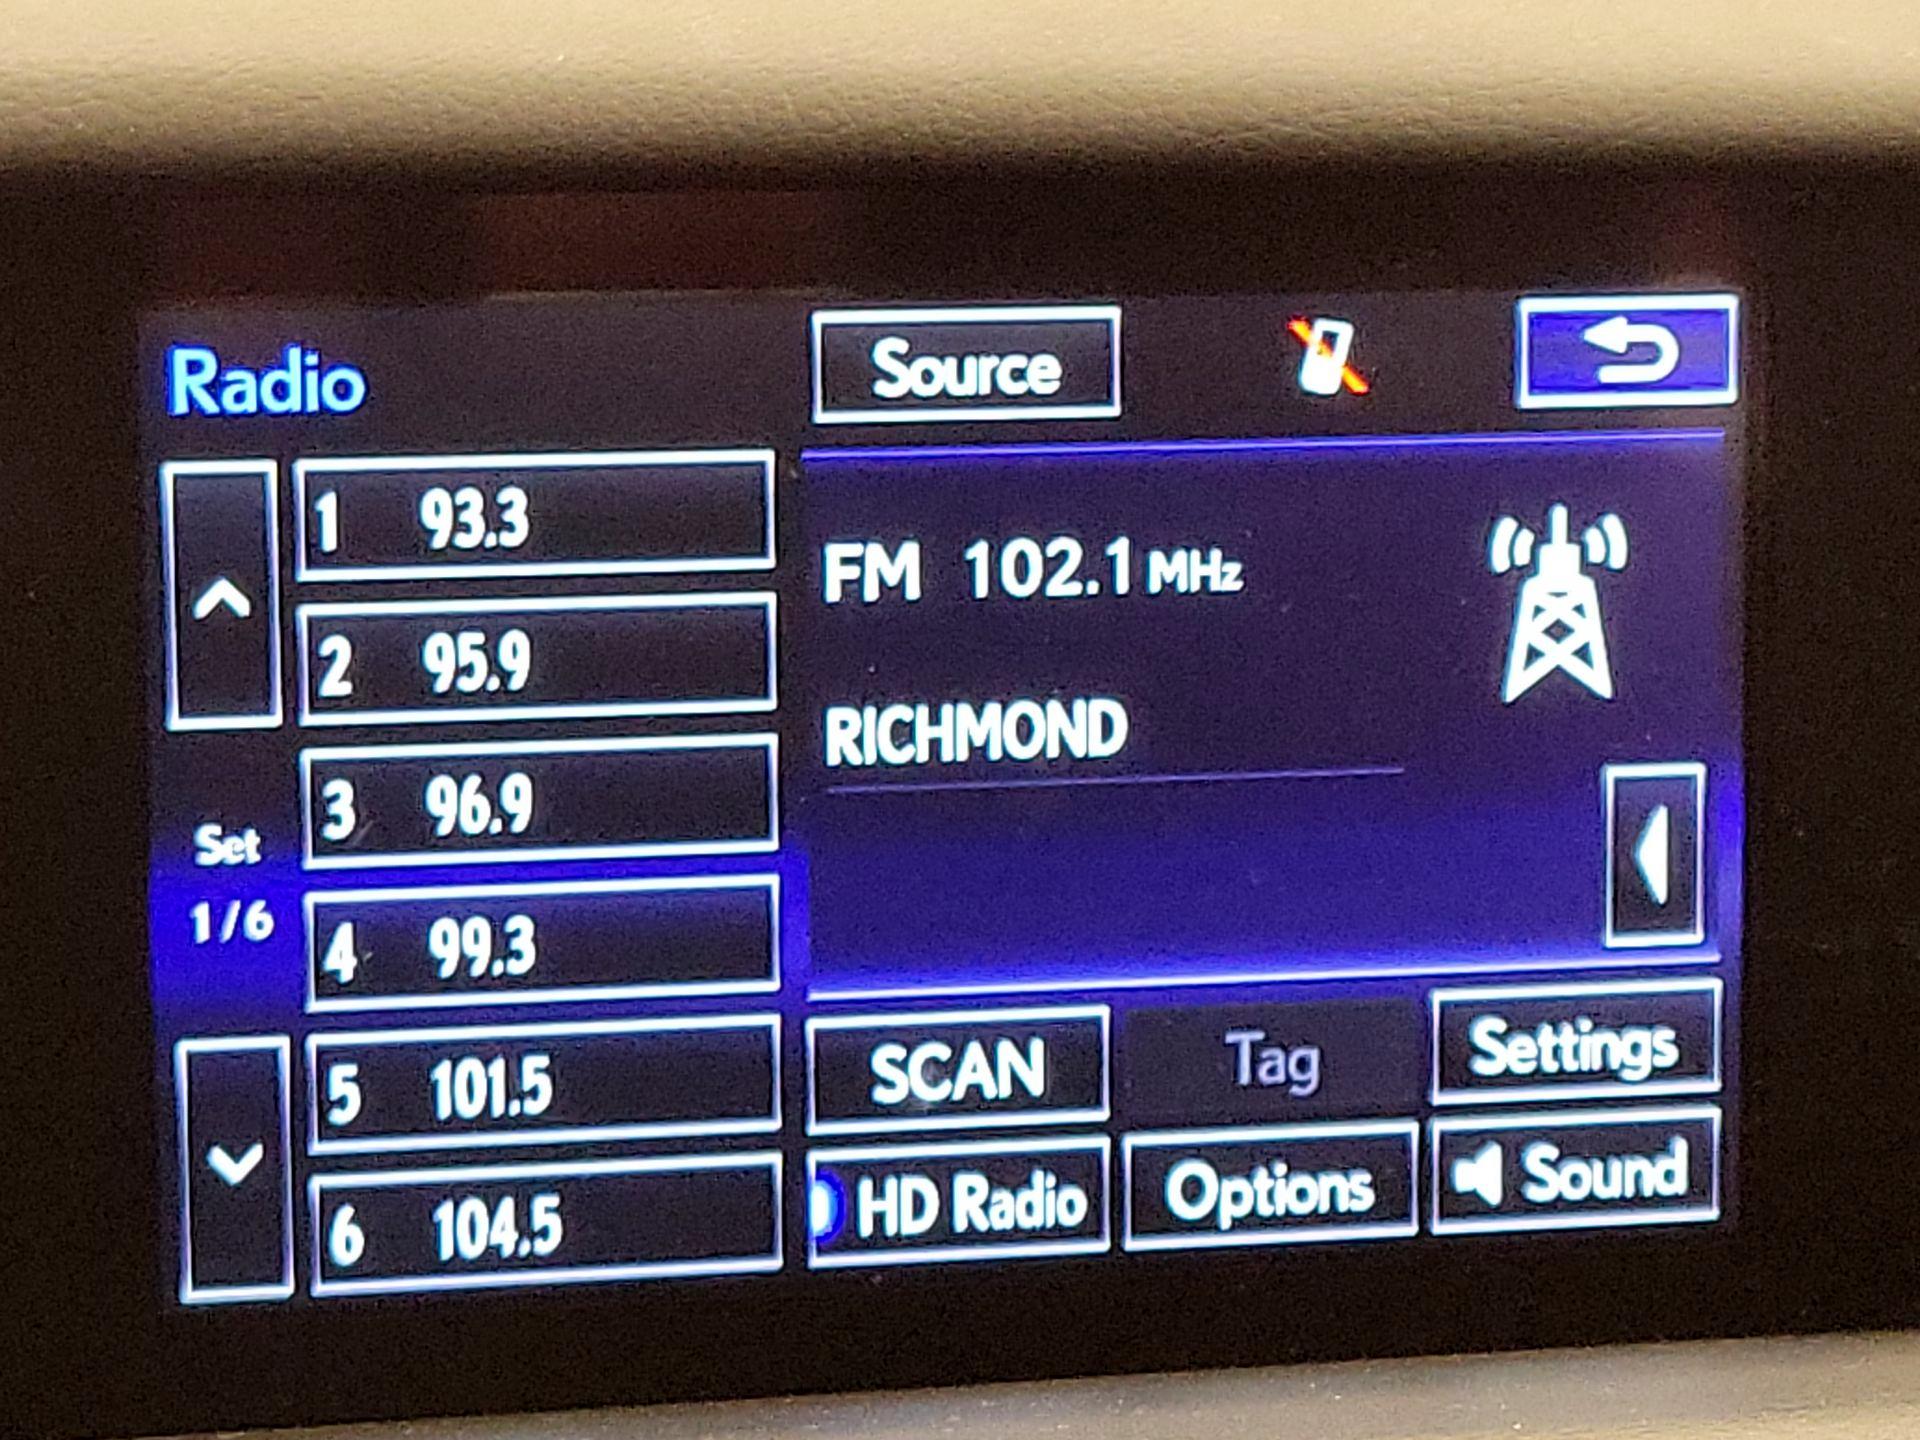 Radio
Source
1 93.3
2 95.9
3 96.9
Set
1/6
4 99.3
5 101.5
6 104.5
FM 102.1 MHz
RICHMOND
SCAN
Tag
Settings
HD Radio
Options
Sound